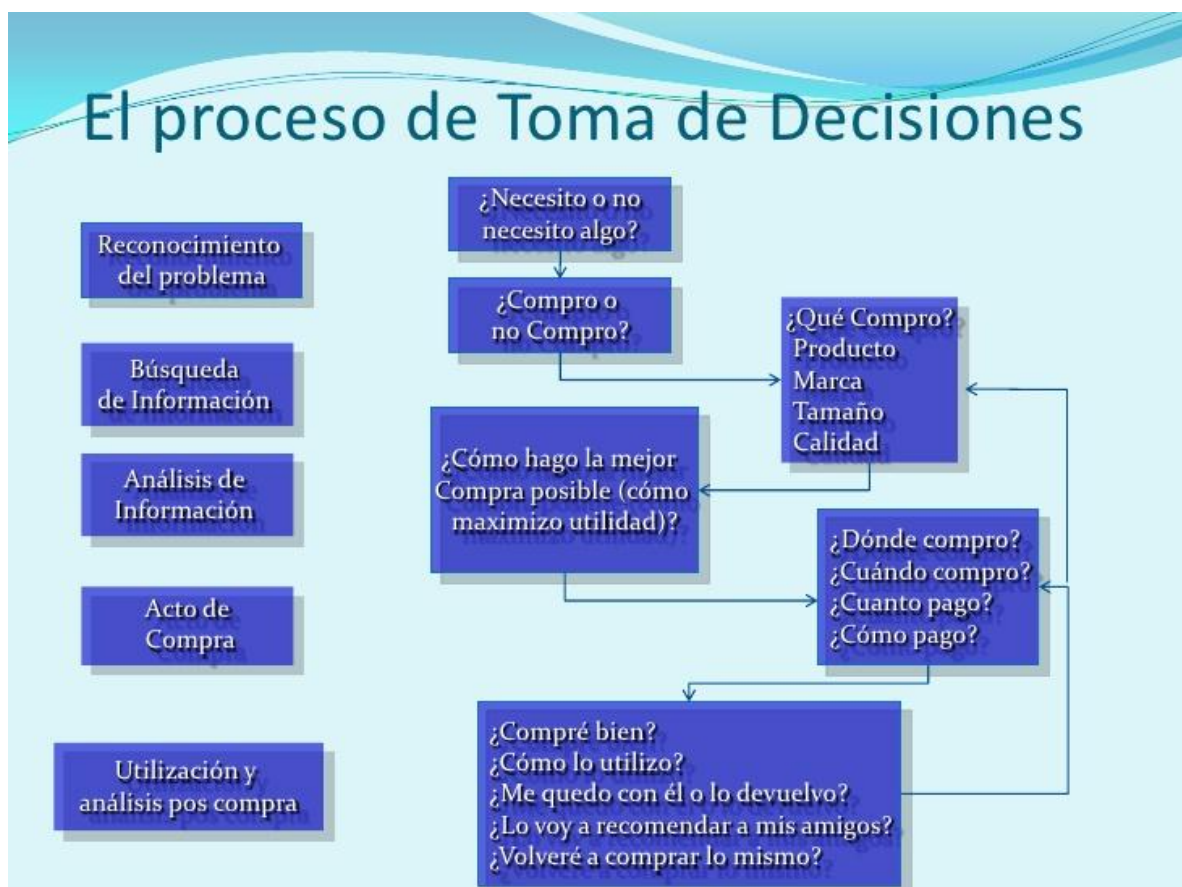 El proceso de Toma de Decisiones
Reconocimiento
del problema
Búsqueda
de Información
Análisis de
Información
Acto de
Compra
Utilización y
análisis pos compra
¿Necesito o no
necesito algo?
¿Compro o
no Compro?
¿Qué Compro?
Producto
Marca
Tamaño
Calidad
¿Cómo hago la mejor
Compra posible (cómo
maximizo utilidad)?
¿Dónde compro?
¿Cuándo compro?
¿Cuanto pago?
¿Cómo pago?
¿Compré bien?
¿Cómo lo utilizo?
¿Me quedo con él o lo devuelvo?
¿Lo voy a recomendar a mis amigos?
¿Volveré a comprar lo mismo?